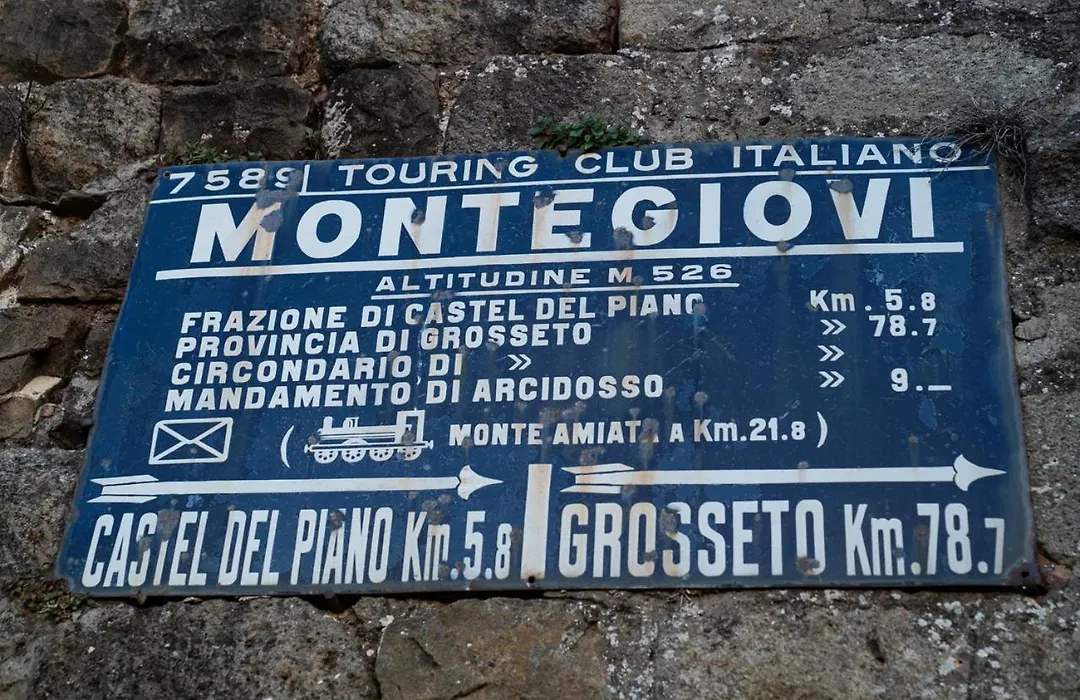 7589 TOURING CLUB ITALIANO
MONTEGIOVI
ALTITUDINE M 526
FRAZIONE DI CASTEL DEL PIANO Km. 5.8
PROVINCIA DI GROSSETO » 78.7
CIRCONDARIO DI » »
MANDAMENTO DI ARCIDOSSO » 9.—
( MONTE AMIATA A Km. 21.8 )
CASTEL DEL PIANO Km. 5.8 GROSSETO Km. 78.7